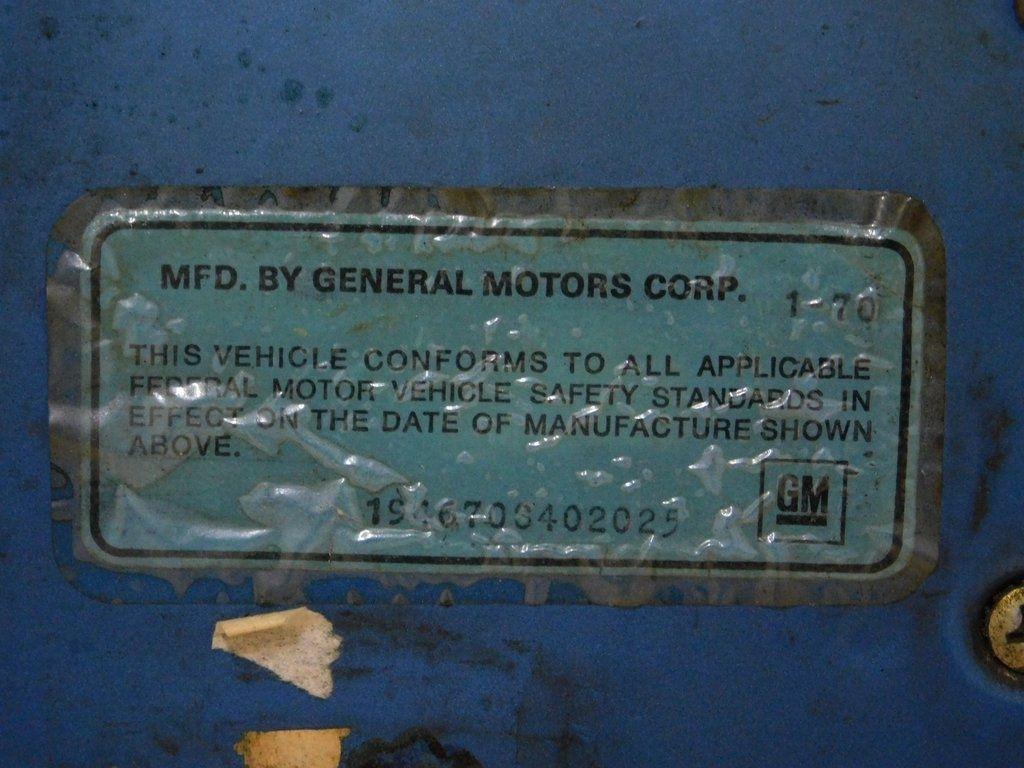 MFD. BY GENERAL MOTORS CORP.
1-70
THIS VEHICLE CONFORMS TO ALL APPLICABLE
FEDERAL MOTOR VEHICLE SAFETY STANDARDS IN
EFFECT ON THE DATE OF MANUFACTURE SHOWN
ABOVE.
GM